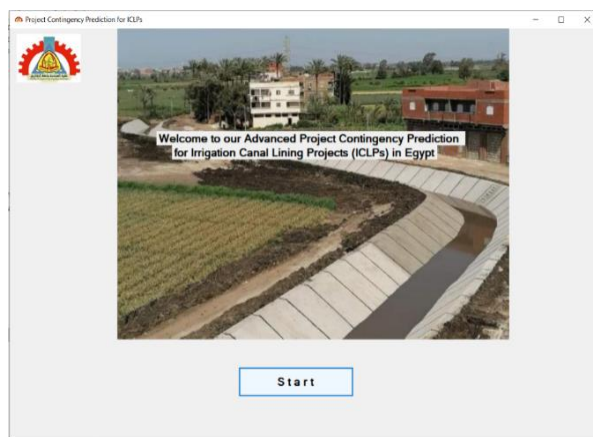 Project Contingency Prediction for ICLPs
Welcome to our Advanced Project Contingency Prediction
for Irrigation Canal Lining Projects (ICLPs) in Egypt
Start